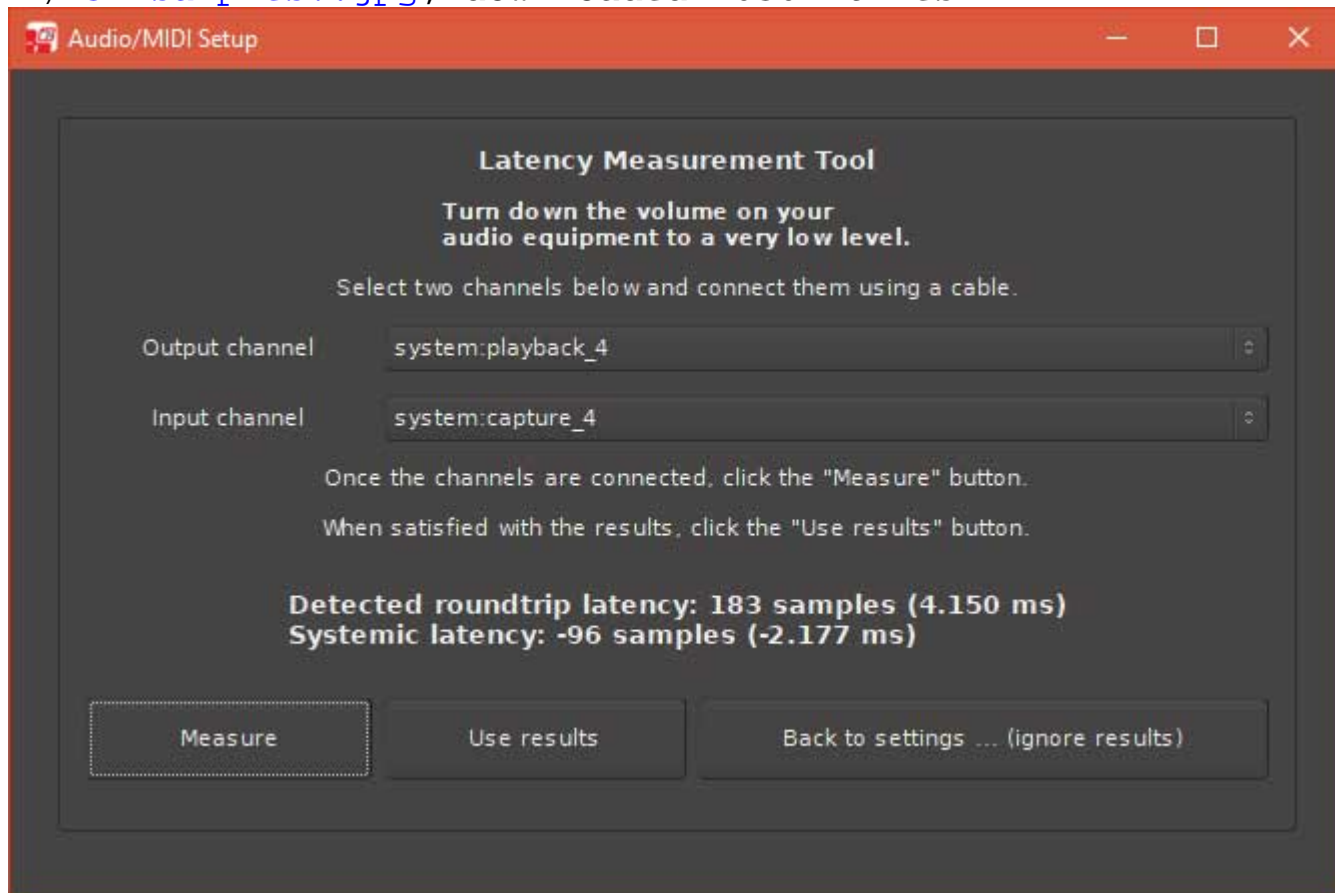 Audio/MIDI Setup
Latency Measurement Tool
Turn down the volume on your
audio equipment to a very low level.
Select two channels below and connect them using a cable.
Output channel system:playback_4
Input channel system:capture_4
Once the channels are connected, click the "Measure" button.
When satisfied with the results, click the "Use results" button.
Detected roundtrip latency: 183 samples (4.150 ms)
Systemic latency: -96 samples (-2.177 ms)
Measure Use results Back to settings ... (ignore results)